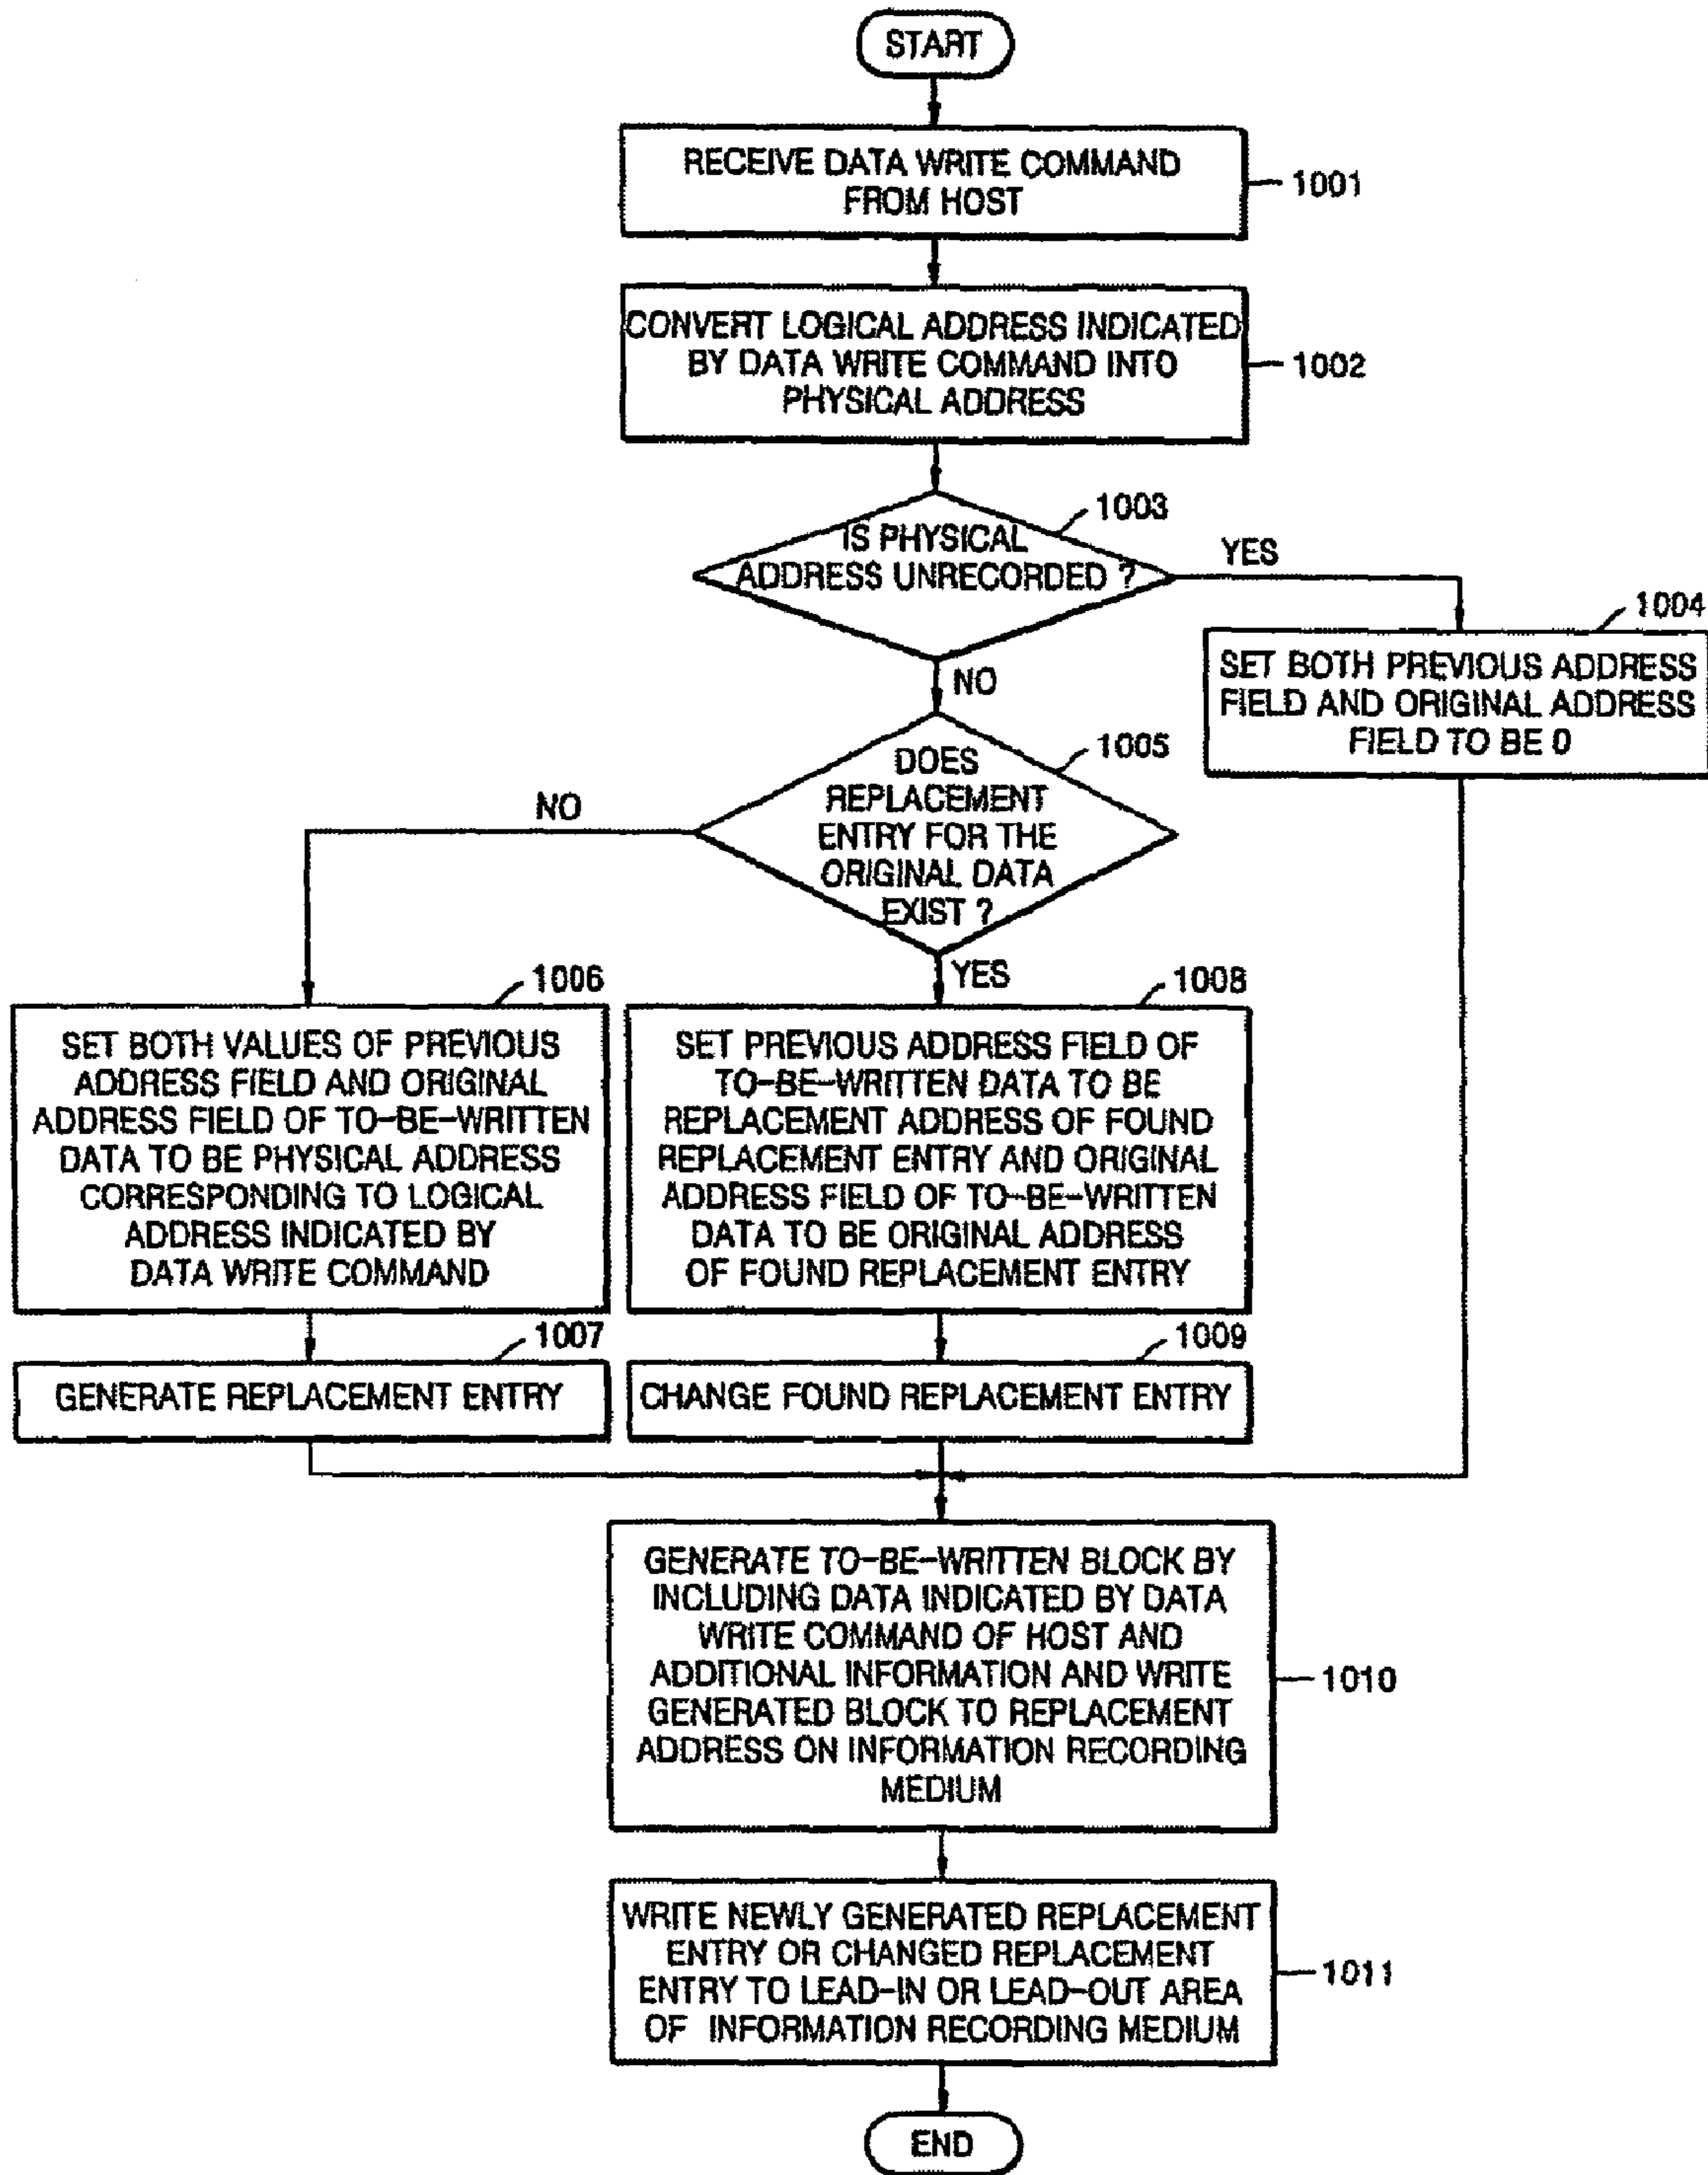 START
RECEIVE DATA WRITE COMMAND
FROM HOST
1001
CONVERT LOGICAL ADDRESS INDICATED
BY DATA WRITE COMMAND INTO
PHYSICAL ADDRESS
1002
1003
IS PHYSICAL
ADDRESS UNRECORDED ?
YES
NO
1004
SET BOTH PREVIOUS ADDRESS
FIELD AND ORIGINAL ADDRESS
FIELD TO BE 0
1005
DOES
REPLACEMENT
ENTRY FOR THE
ORIGINAL DATA
EXIST ?
NO
YES
1006
SET BOTH VALUES OF PREVIOUS
ADDRESS FIELD AND ORIGINAL
ADDRESS FIELD OF TO-BE-WRITTEN
DATA TO BE PHYSICAL ADDRESS
CORRESPONDING TO LOGICAL
ADDRESS INDICATED BY
DATA WRITE COMMAND
1008
SET PREVIOUS ADDRESS FIELD OF
TO-BE-WRITTEN DATA TO BE
REPLACEMENT ADDRESS OF FOUND
REPLACEMENT ENTRY AND ORIGINAL
ADDRESS FIELD OF TO-BE-WRITTEN
DATA TO BE ORIGINAL ADDRESS
OF FOUND REPLACEMENT ENTRY
1007
GENERATE REPLACEMENT ENTRY
1009
CHANGE FOUND REPLACEMENT ENTRY
GENERATE TO-BE-WRITTEN BLOCK BY
INCLUDING DATA INDICATED BY DATA
WRITE COMMAND OF HOST AND
ADDITIONAL INFORMATION AND WRITE
GENERATED BLOCK TO REPLACEMENT
ADDRESS ON INFORMATION RECORDING
MEDIUM
1010
WRITE NEWLY GENERATED REPLACEMENT
ENTRY OR CHANGED REPLACEMENT
ENTRY TO LEAD-IN OR LEAD-OUT AREA
OF INFORMATION RECORDING MEDIUM
1011
END